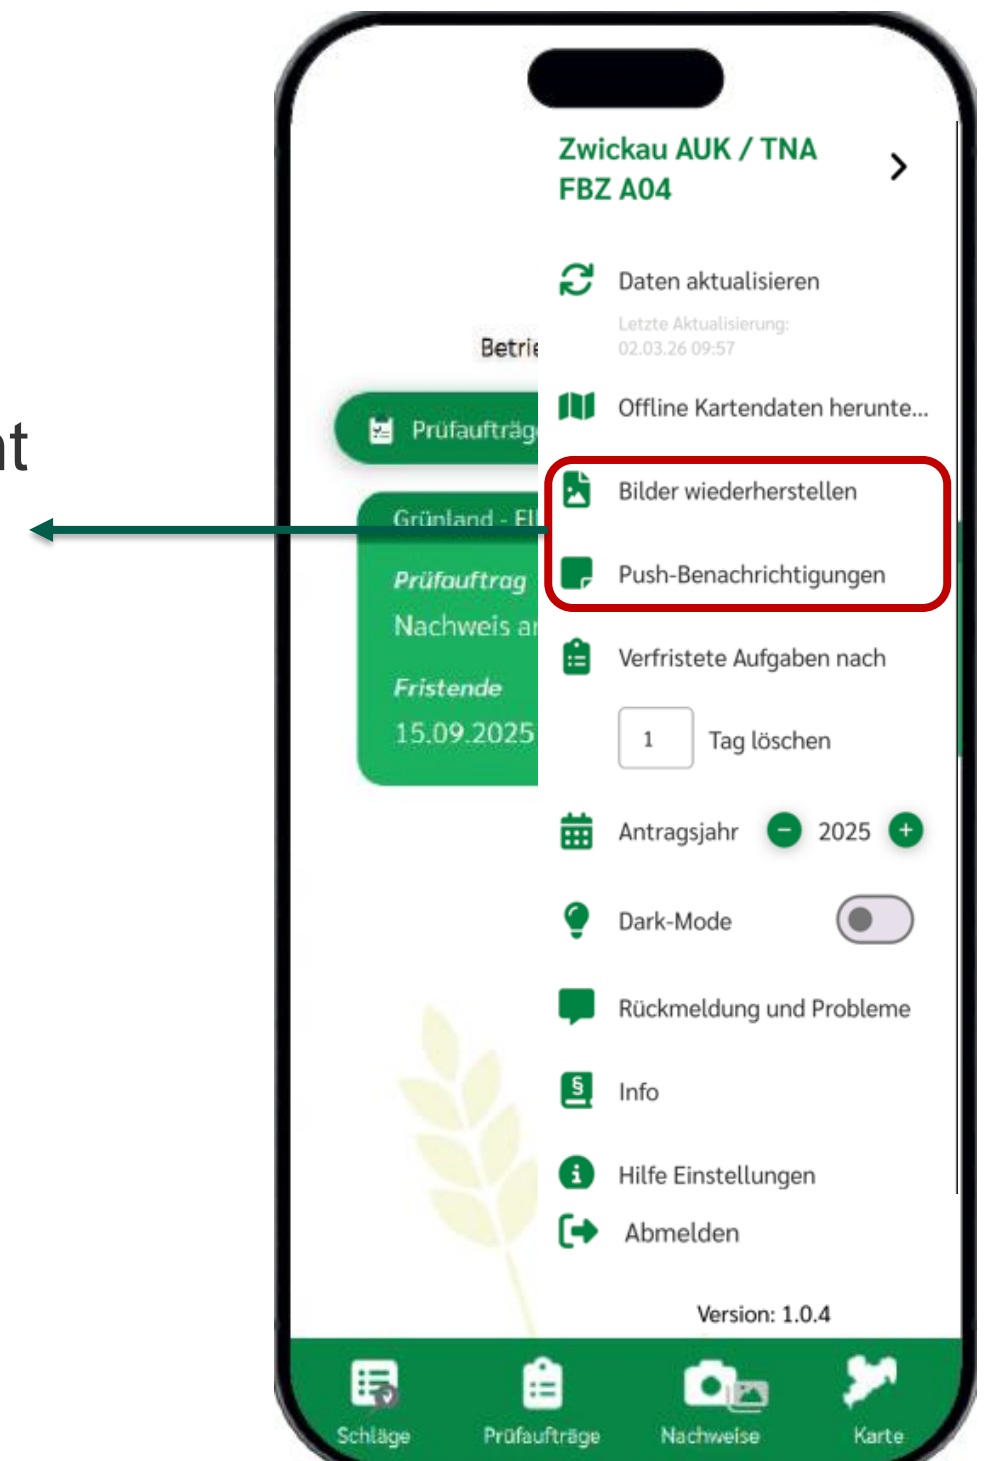 Zwickau AUK / TNA
FBZ A04
Daten aktualisieren
Letzte Aktualisierung:
02.03.26 09:57
Betrie
Offline Kartendaten herunte...
Prüfaufträg
Bilder wiederherstellen
Grünland - Ell
Push-Benachrichtigungen
Prüfauftrag
Nachweis ar
Verfristete Aufgaben nach
Fristende
15.09.2025
1 Tag löschen
Antragsjahr 2025
Dark-Mode
Rückmeldung und Probleme
Info
Hilfe Einstellungen
Abmelden
Version: 1.0.4
Schläge Prüfaufträge Nachweise Karte